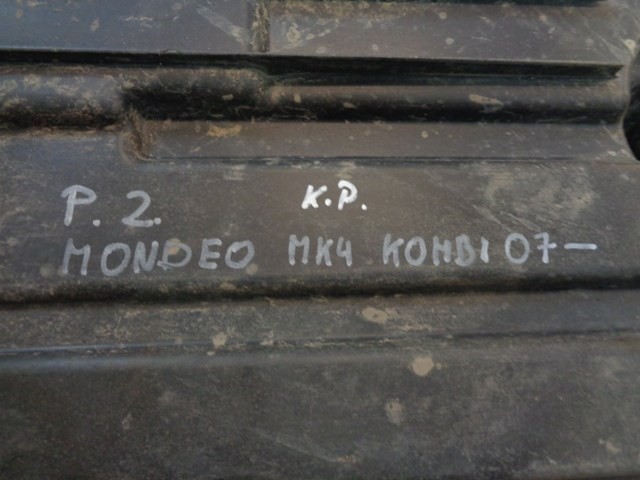 P. 2. K.P.
MONDEO MK4 KOMBI 07-